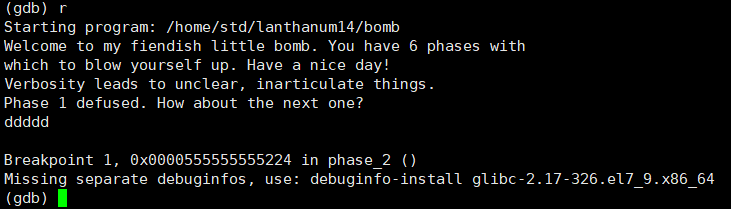 (gdb) r
Starting program: /home/std/lanthanum14/bomb
Welcome to my fiendish little bomb. You have 6 phases with
which to blow yourself up. Have a nice day!
Verbosity leads to unclear, inarticulate things.
Phase 1 defused. How about the next one?
ddddd
Breakpoint 1, 0x0000555555555224 in phase_2 ()
Missing separate debuginfos, use: debuginfo-install glibc-2.17-326.el7_9.x86_64
(gdb)